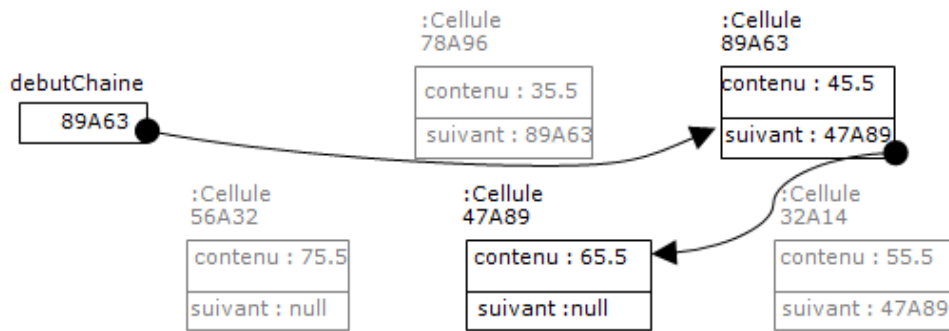 :Cellule
78A96
:Cellule
89A63
debutChaine
89A63
contenu : 35.5
suivant : 89A63
contenu : 45.5
suivant : 47A89
:Cellule
56A32
:Cellule
47A89
:Cellule
32A14
contenu : 75.5
suivant : null
contenu : 65.5
suivant :null
contenu : 55.5
suivant : 47A89